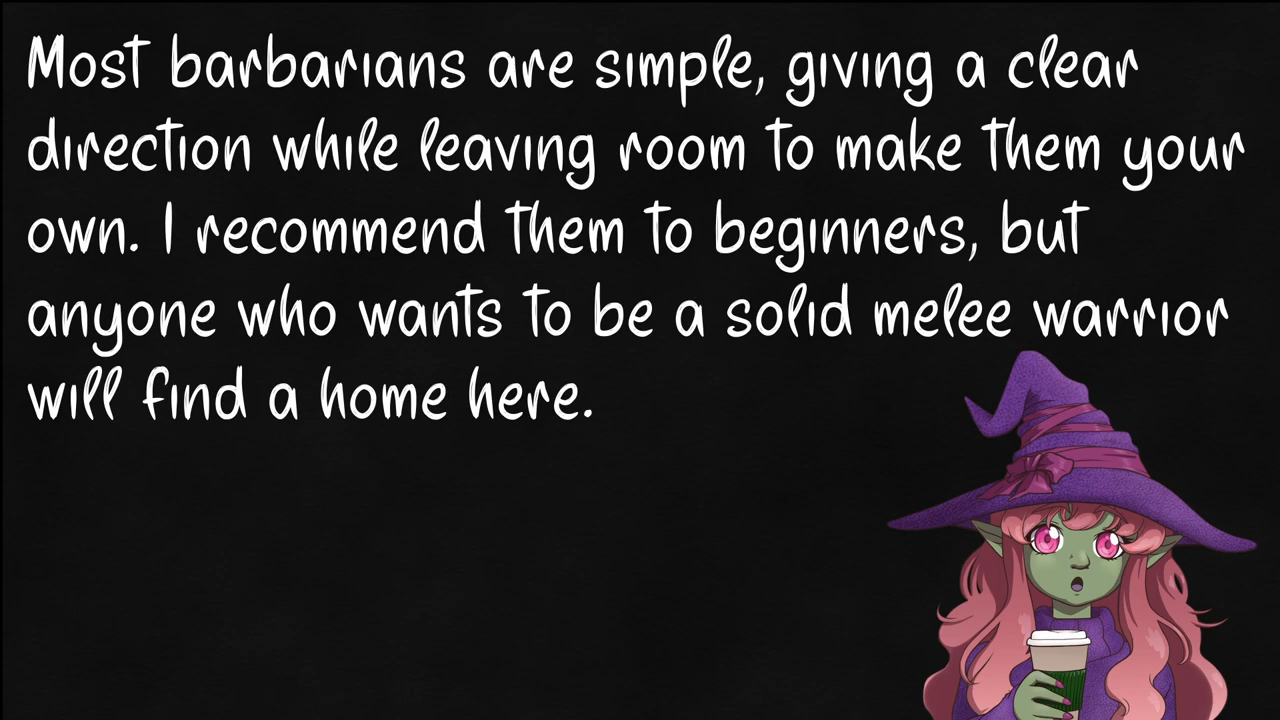 Most barbarians are simple, giving a clear
direction while leaving room to make them your
own. I recommend them to beginners, but
anyone who wants to be a solid melee warrior
will find a home here.